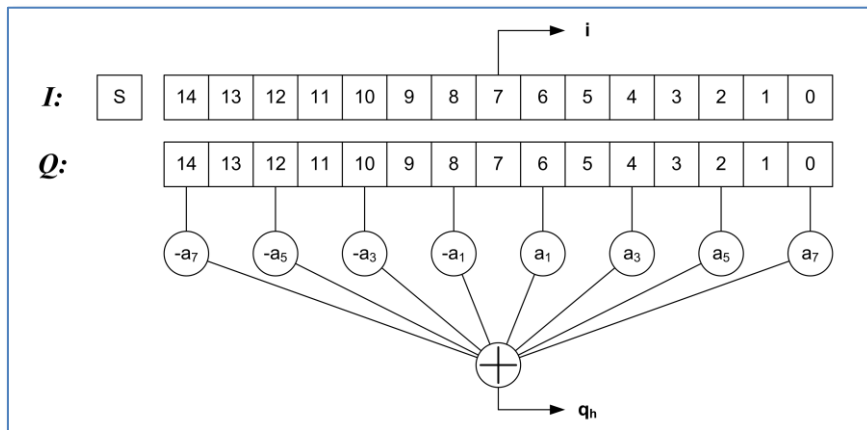 i
I: S 14 13 12 11 10 9 8 7 6 5 4 3 2 1 0
Q: 14 13 12 11 10 9 8 7 6 5 4 3 2 1 0
-a₇ -a₅ -a₃ -a₁ a₁ a₃ a₅ a₇
qₕ